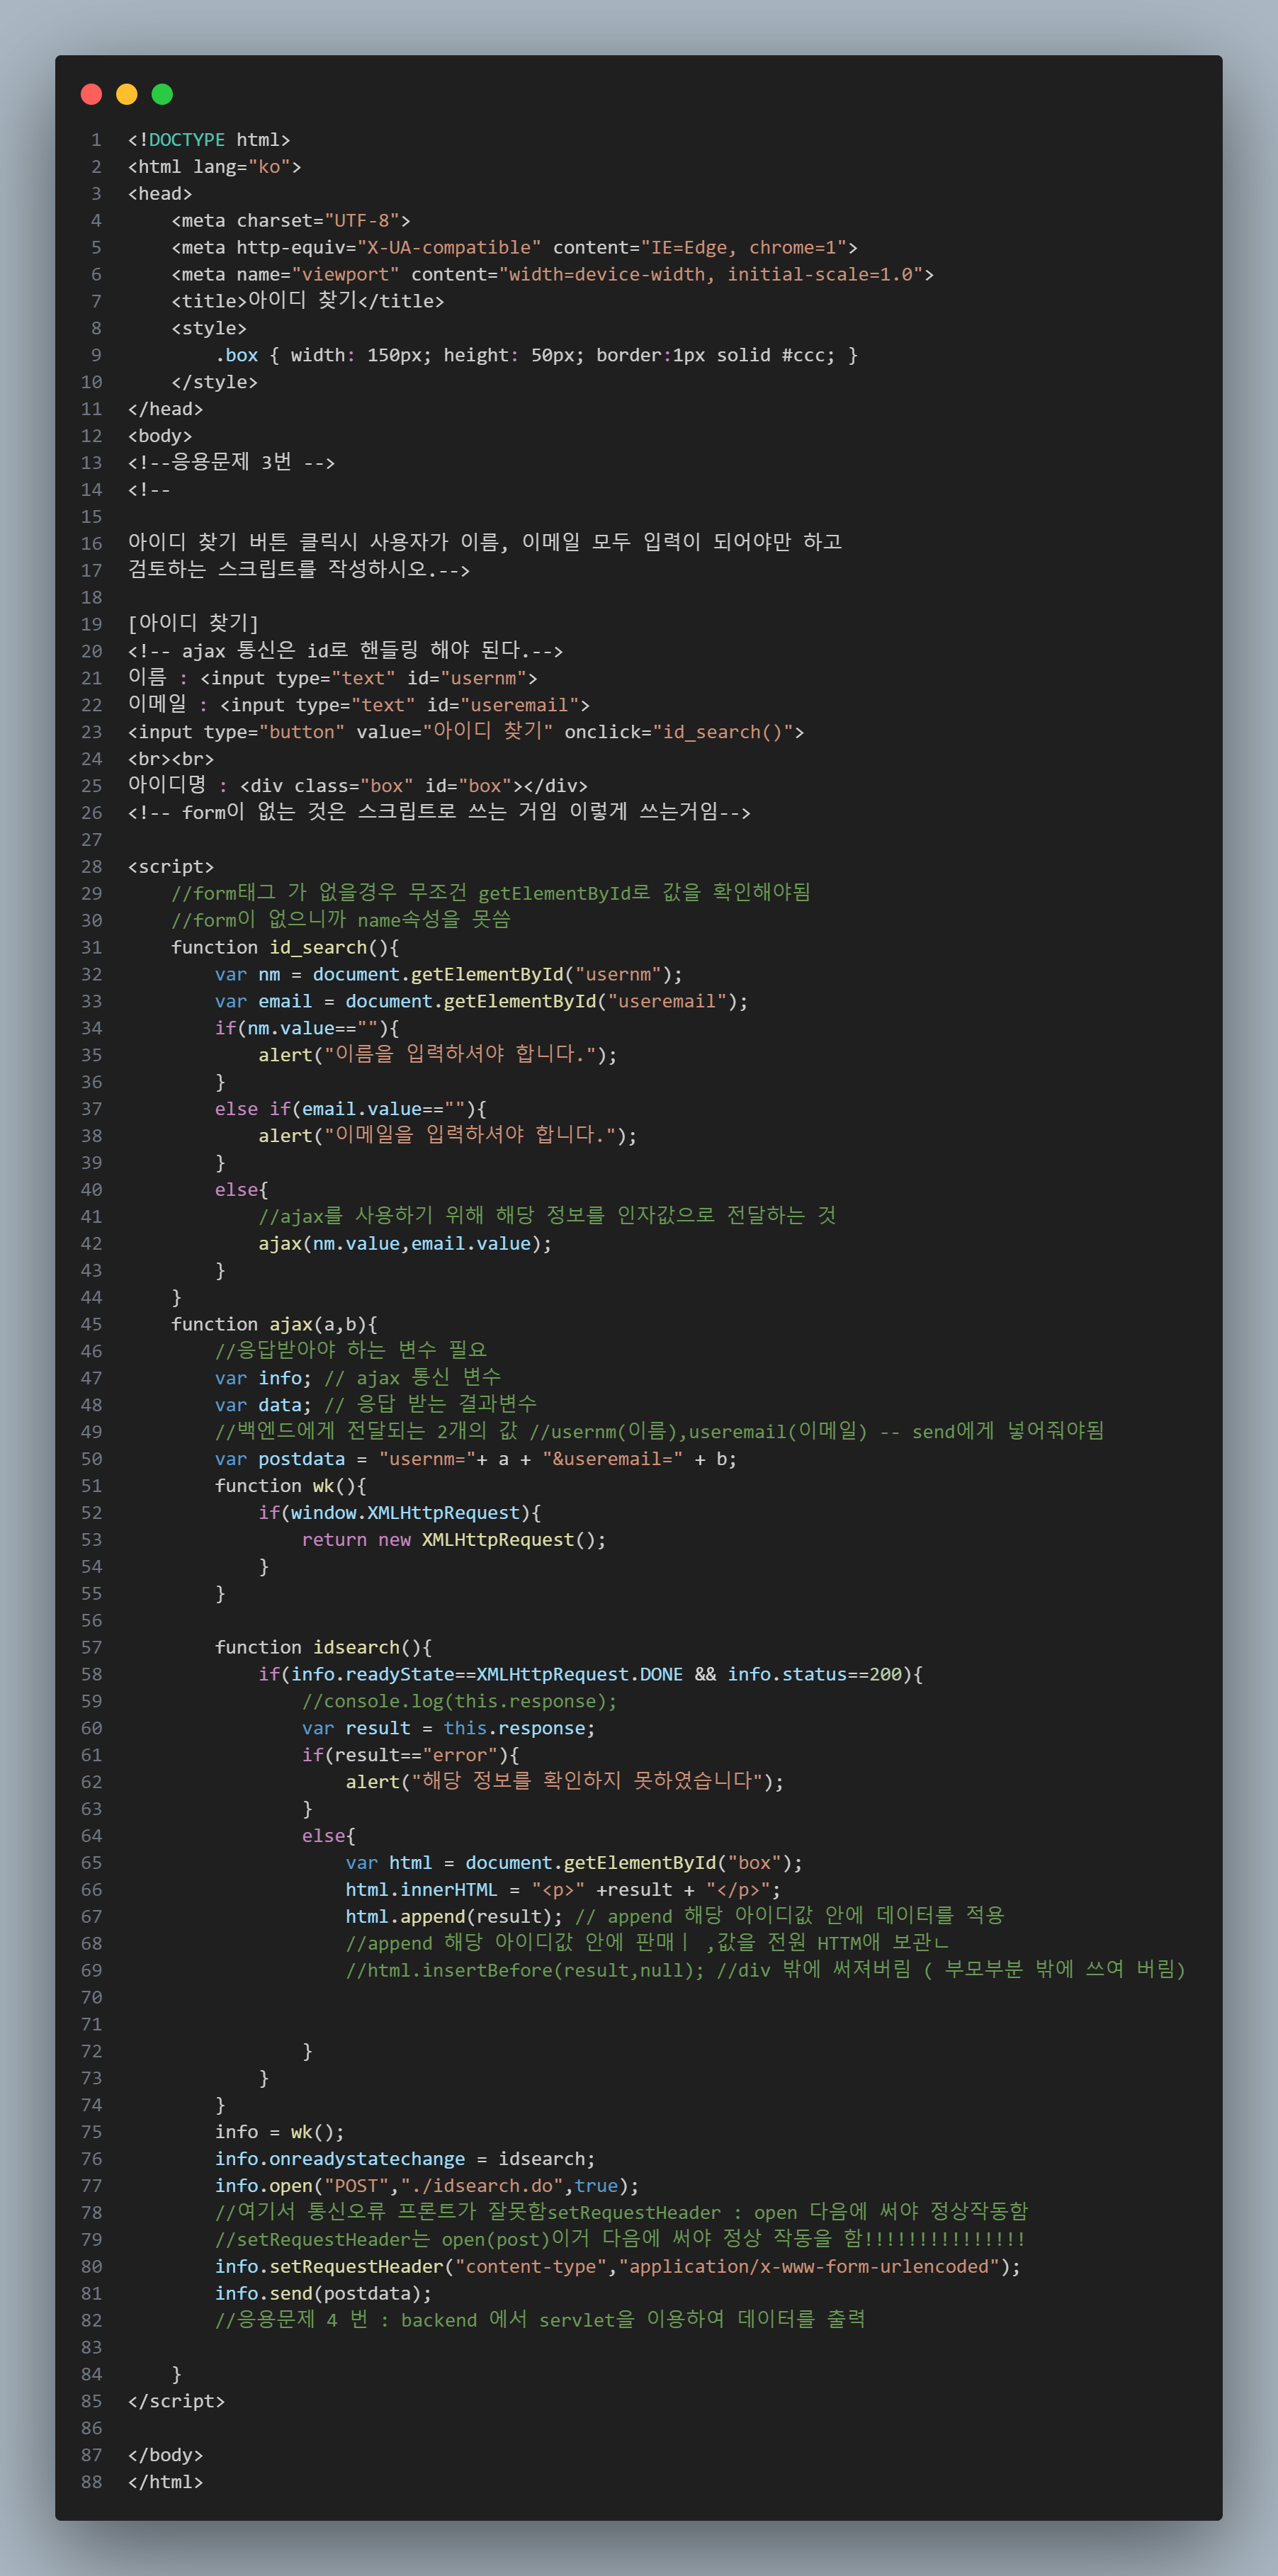 1 <!DOCTYPE html>
2 <html lang="ko">
3 <head>
4     <meta charset="UTF-8">
5     <meta http-equiv="X-UA-compatible" content="IE=Edge, chrome=1">
6     <meta name="viewport" content="width=device-width, initial-scale=1.0">
7     <title>아이디 찾기</title>
8     <style>
9         .box { width: 150px; height: 50px; border:1px solid #ccc; }
10     </style>
11 </head>
12 <body>
13 <!--응용문제 3번 -->
14 <!--
15
16 아이디 찾기 버튼 클릭시 사용자가 이름, 이메일 모두 입력이 되어야만 하고
17 검토하는 스크립트를 작성하시오.-->
18
19 [아이디 찾기]
20 <!-- ajax 통신은 id로 핸들링 해야 된다.-->
21 이름 : <input type="text" id="usernm">
22 이메일 : <input type="text" id="useremail">
23 <input type="button" value="아이디 찾기" onclick="id_search()">
24 <br><br>
25 아이디명 : <div class="box" id="box"></div>
26 <!-- form이 없는 것은 스크립트로 쓰는 거임 이렇게 쓰는거임-->
27
28 <script>
29     //form태그 가 없을경우 무조건 getElementById로 값을 확인해야됨
30     //form이 없으니까 name속성을 못씀
31     function id_search(){
32         var nm = document.getElementById("usernm");
33         var email = document.getElementById("useremail");
34         if(nm.value==""){
35             alert("이름을 입력하셔야 합니다.");
36         }
37         else if(email.value==""){
38             alert("이메일을 입력하셔야 합니다.");
39         }
40         else{
41             //ajax를 사용하기 위해 해당 정보를 인자값으로 전달하는 것
42             ajax(nm.value,email.value);
43         }
44     }
45     function ajax(a,b){
46         //응답받아야 하는 변수 필요
47         var info; // ajax 통신 변수
48         var data; // 응답 받는 결과변수
49         //백엔드에게 전달되는 2개의 값 //usernm(이름),useremail(이메일) -- send에게 넣어줘야됨
50         var postdata = "usernm="+ a + "&useremail=" + b;
51         function wk(){
52             if(window.XMLHttpRequest){
53                 return new XMLHttpRequest();
54             }
55         }
56
57         function idsearch(){
58             if(info.readyState==XMLHttpRequest.DONE && info.status==200){
59                 //console.log(this.response);
60                 var result = this.response;
61                 if(result=="error"){
62                     alert("해당 정보를 확인하지 못하였습니다");
63                 }
64                 else{
65                     var html = document.getElementById("box");
66                     html.innerHTML = "<p>" +result + "</p>";
67                     html.append(result); // append 해당 아이디값 안에 데이터를 적용
68                     //append 해당 아이디값 안에 판매ㅣ ,값을 전원 HTTM애 보관ㄴ
69                     //html.insertBefore(result,null); //div 밖에 써져버림 ( 부모부분 밖에 쓰여 버림)
70
71
72                 }
73             }
74         }
75         info = wk();
76         info.onreadystatechange = idsearch;
77         info.open("POST","./idsearch.do",true);
78         //여기서 통신오류 프론트가 잘못함setRequestHeader : open 다음에 써야 정상작동함
79         //setRequestHeader는 open(post)이거 다음에 써야 정상 작동을 함!!!!!!!!!!!!!!!
80         info.setRequestHeader("content-type","application/x-www-form-urlencoded");
81         info.send(postdata);
82         //응용문제 4 번 : backend 에서 servlet을 이용하여 데이터를 출력
83
84     }
85 </script>
86
87 </body>
88 </html>